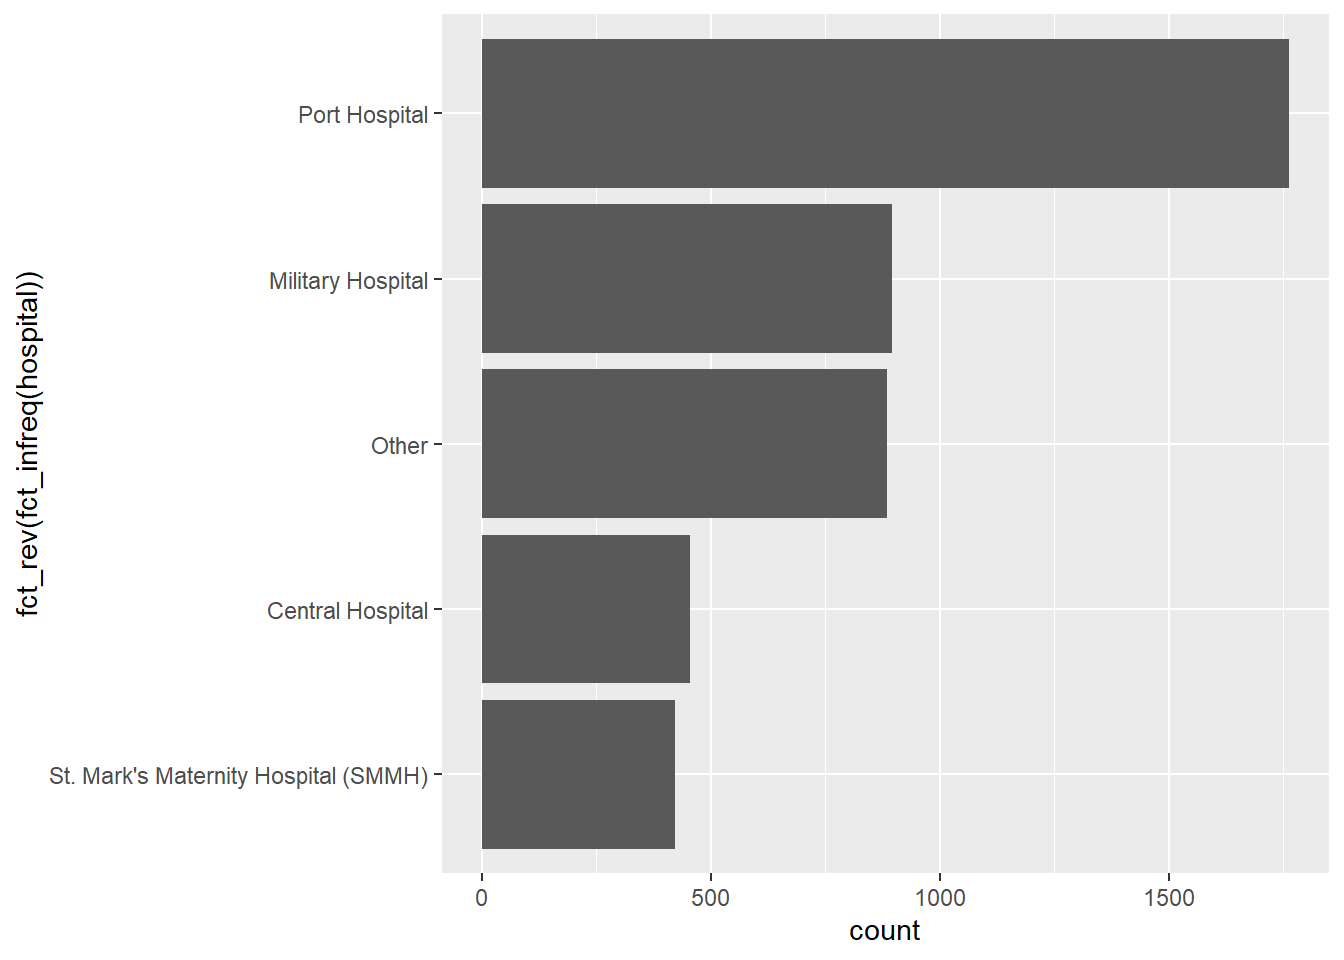 fct_rev(fct_infreq(hospital))
Port Hospital
Military Hospital
Other
Central Hospital
St. Mark's Maternity Hospital (SMMH)
0 500 1000 1500
count